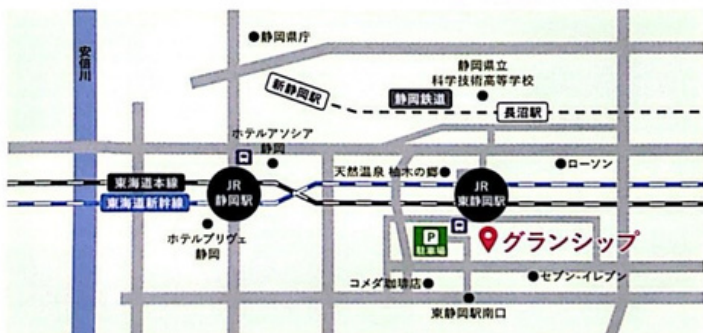 安倍川
静岡県庁
静岡県立
科学技術高等学校
新静岡駅
静岡鉄道
長沼駅
ホテルアソシア
静岡
天然温泉 柚木の郷
ローソン
東海道本線
東海道新幹線
JR
静岡駅
JR
東静岡駅
ホテルプリヴェ
静岡
P
駐車場
グランシップ
コメダ珈琲店
セブン-イレブン
東静岡駅南口